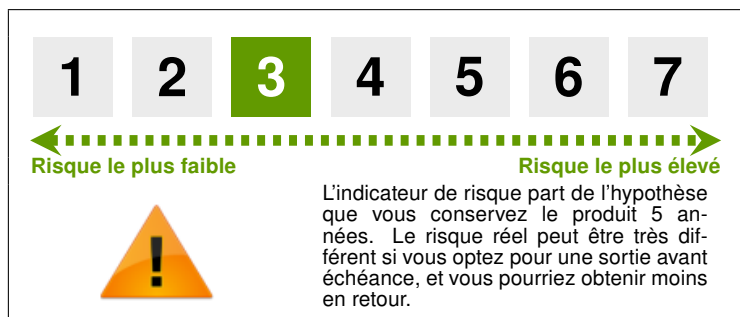 1 2 3 4 5 6 7
Risque le plus faible Risque le plus élevé
L'indicateur de risque part de l'hypothèse
que vous conservez le produit 5 an-
nées. Le risque réel peut être très dif-
férent si vous optez pour une sortie avant
échéance, et vous pourriez obtenir moins
en retour.